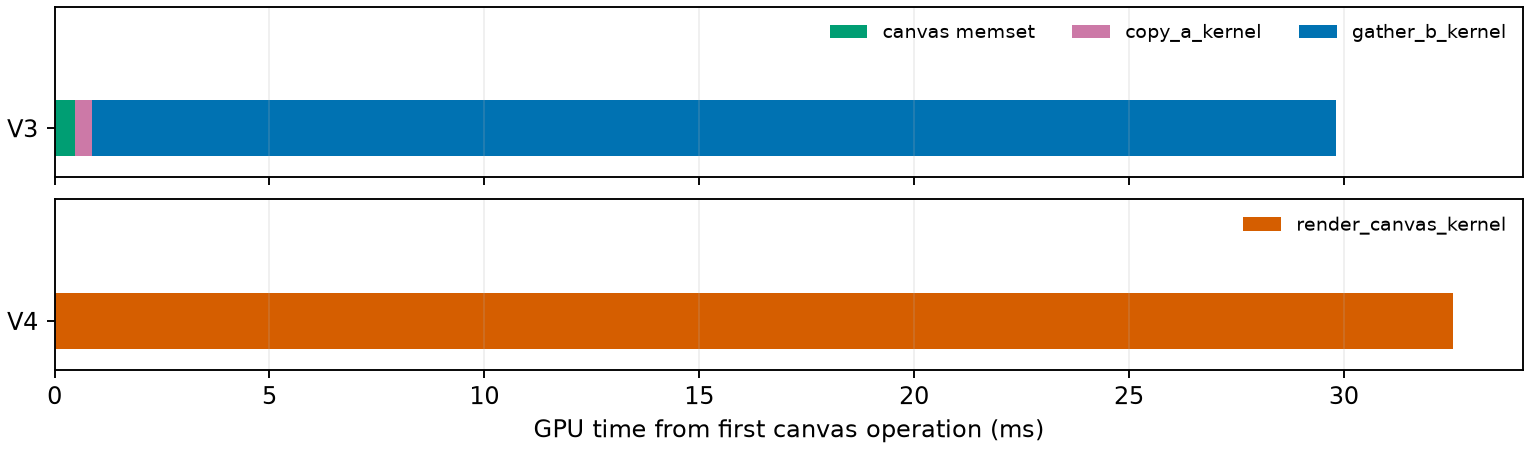 canvas memset copy_a_kernel gather_b_kernel
V3
render_canvas_kernel
V4
0 5 10 15 20 25 30
GPU time from first canvas operation (ms)